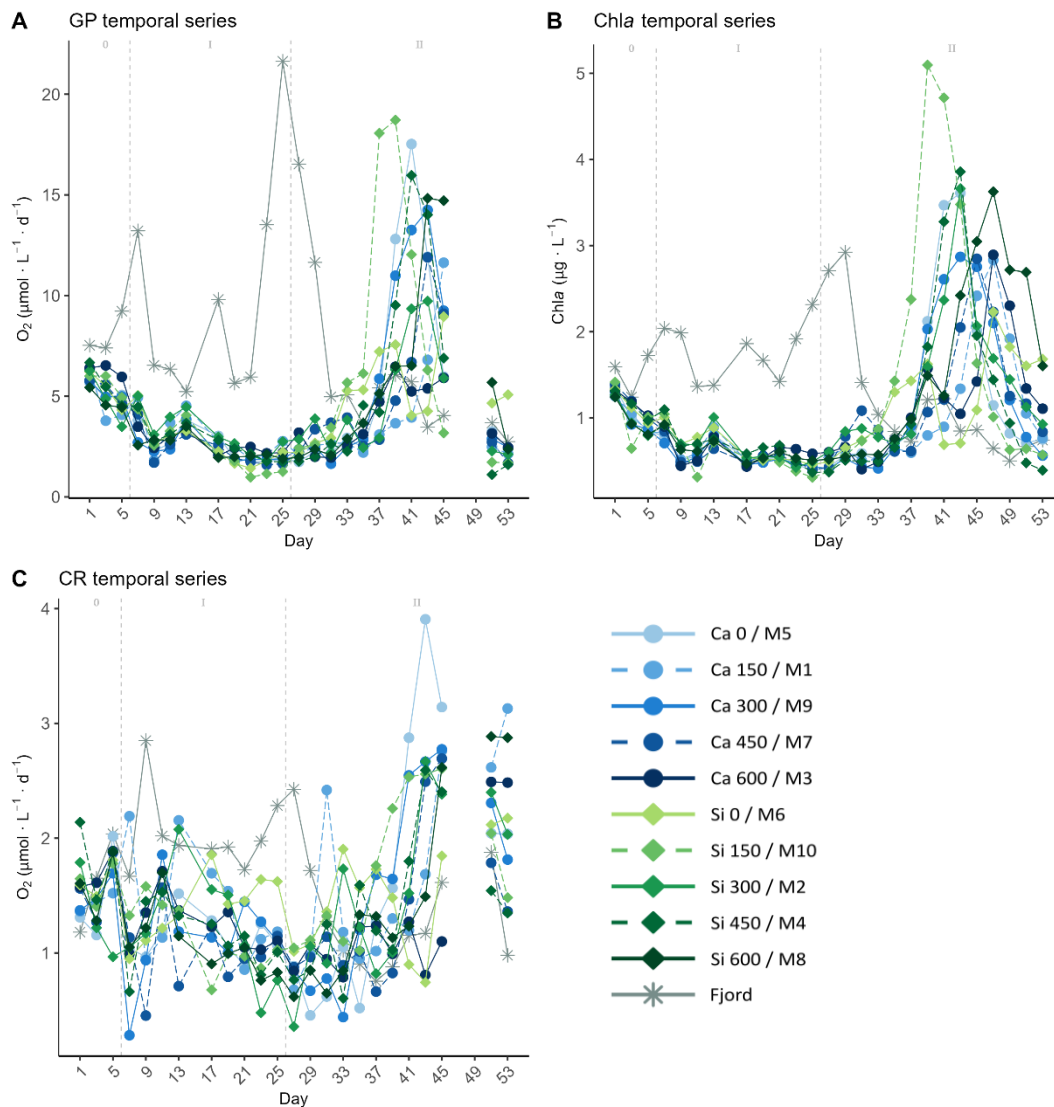 A GP temporal series
0 I II
20
15
10
5
0
O₂ (µmol · L⁻¹ · d⁻¹)
1 5 9 13 17 21 25 29 33 37 41 45 49 53
Day
B Chla temporal series
0 I II
5
4
3
2
1
Chla (µg · L⁻¹)
1 5 9 13 17 21 25 29 33 37 41 45 49 53
Day
C CR temporal series
0 I II
4
3
2
1
O₂ (µmol · L⁻¹ · d⁻¹)
1 5 9 13 17 21 25 29 33 37 41 45 49 53
Day
Ca 0 / M5
Ca 150 / M1
Ca 300 / M9
Ca 450 / M7
Ca 600 / M3
Si 0 / M6
Si 150 / M10
Si 300 / M2
Si 450 / M4
Si 600 / M8
Fjord